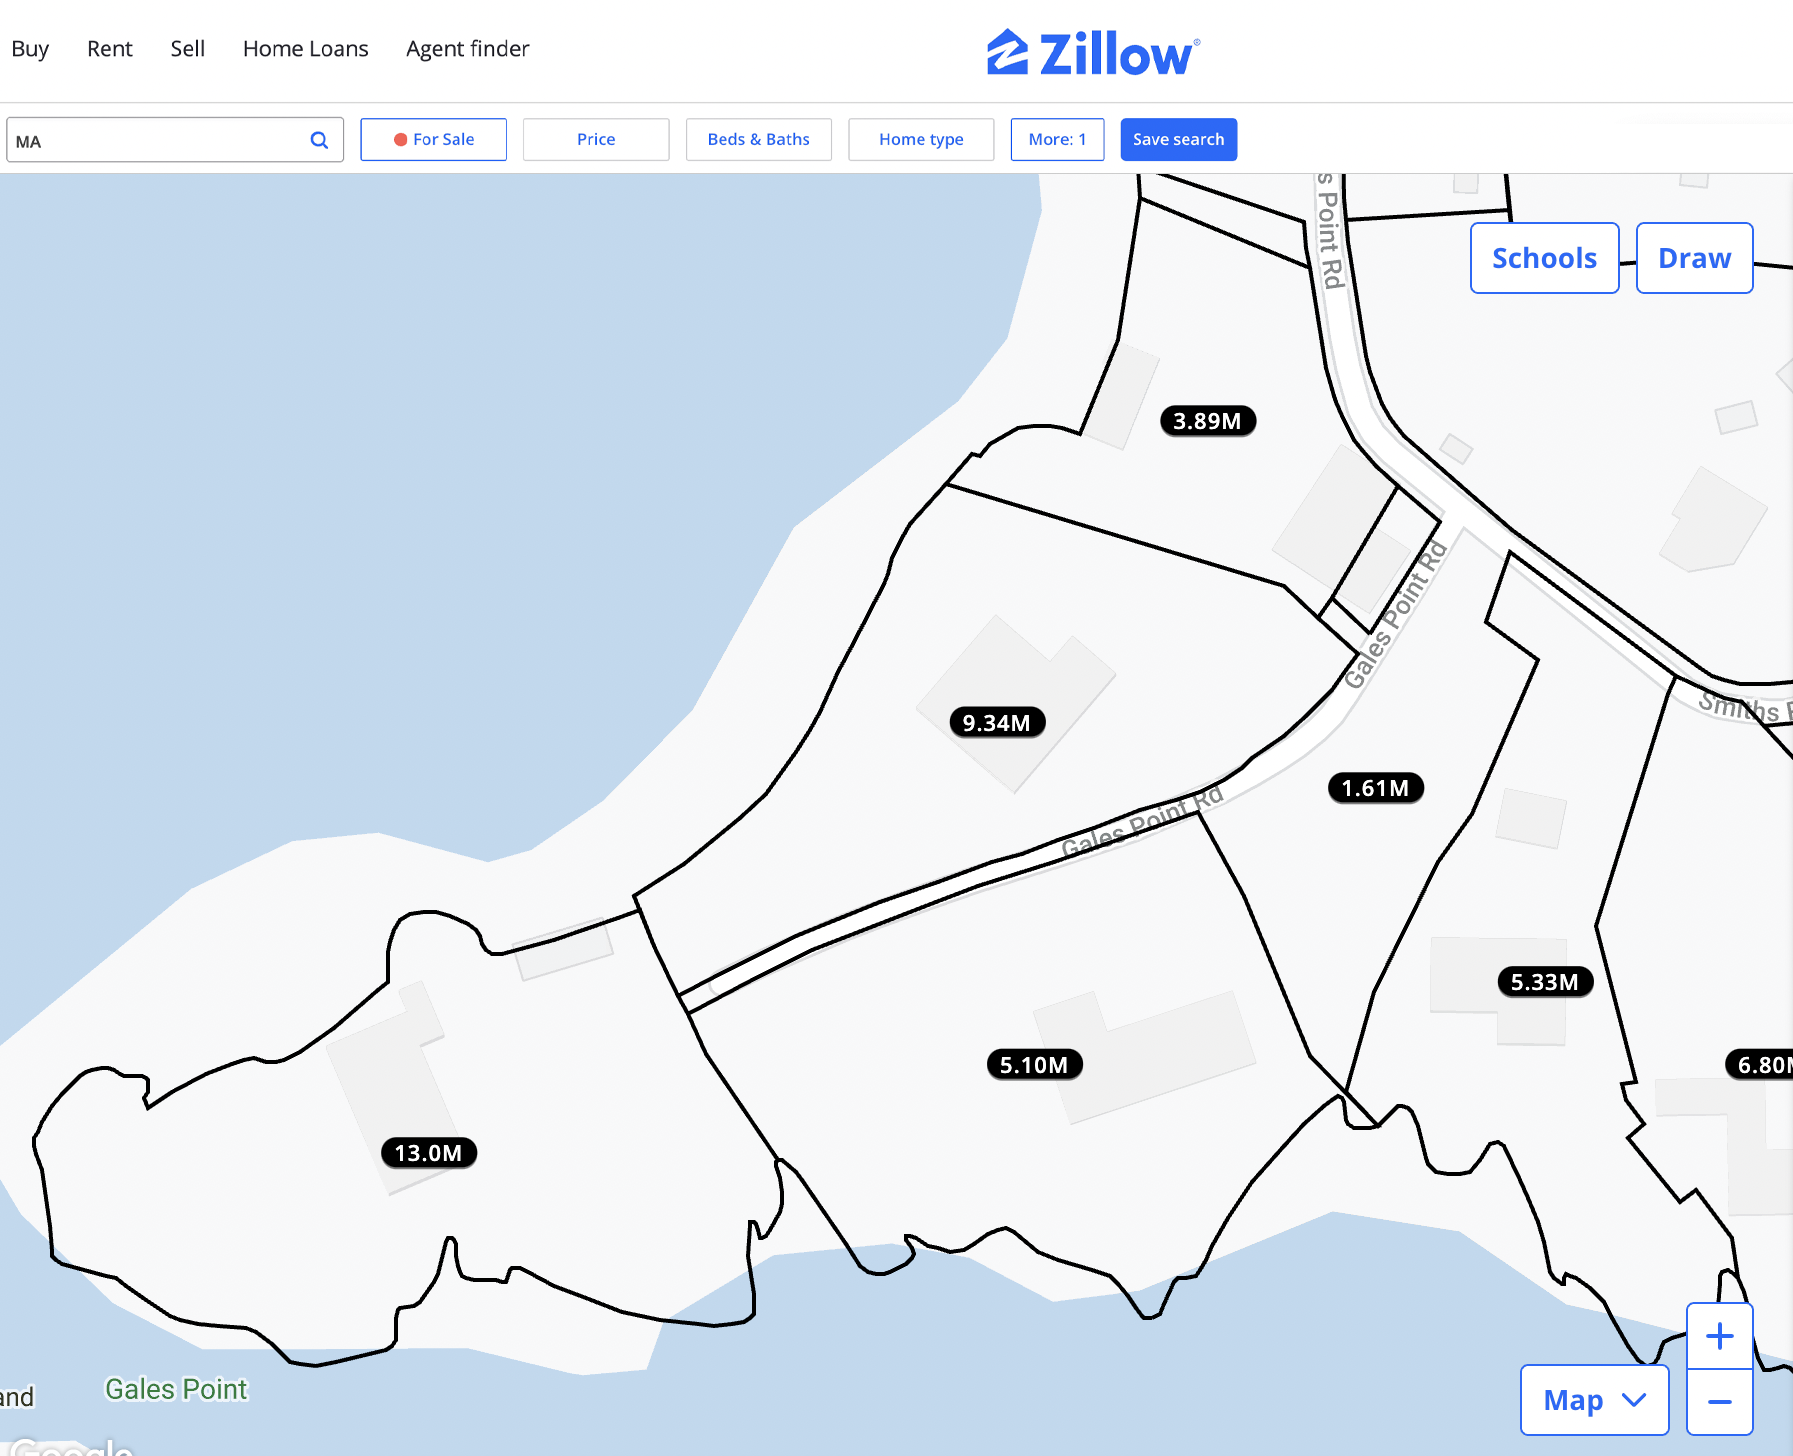 Buy Rent Sell Home Loans Agent finder
Zillow®
MA
For Sale
Price
Beds & Baths
Home type
More: 1
Save search
s Point Rd
Schools
Draw
3.89M
Gales Point Rd
9.34M
Smiths P
1.61M
Gales Point Rd
5.33M
5.10M
6.80M
13.0M
Gales Point
and
Map
Google